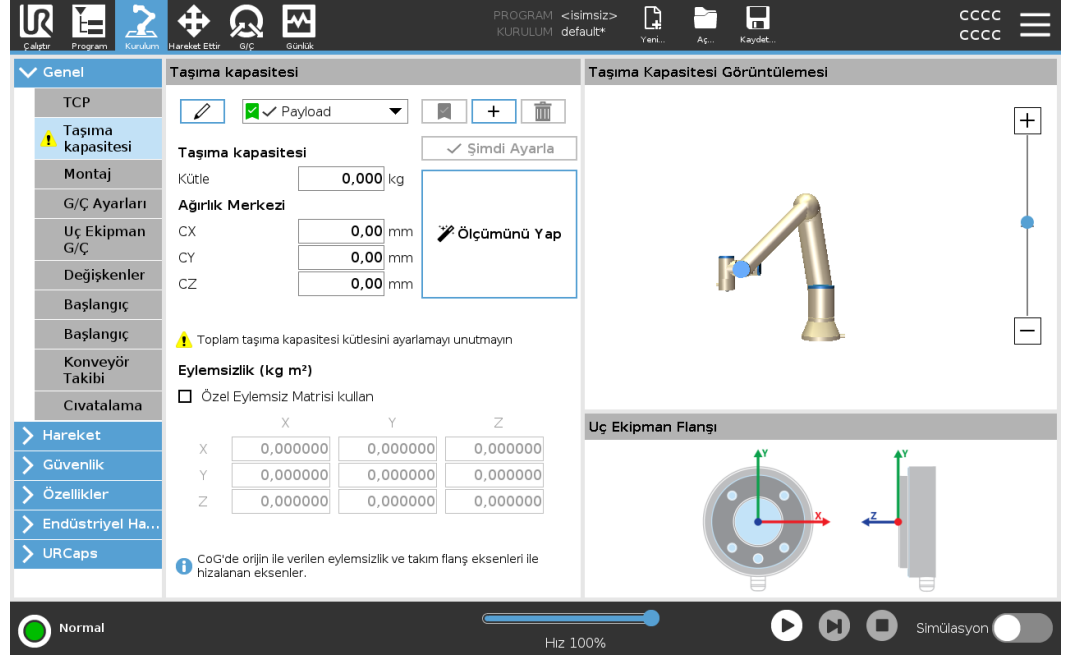 PROGRAM <isimsiz>
KURULUM default*
CCCC
CCCC
Çalıştır Program Kurulum Hareket Ettir G/Ç Günlük Yeni... Aç... Kaydet...
Genel
TCP
Taşıma
kapasitesi
Montaj
G/Ç Ayarları
Uç Ekipman
G/Ç
Değişkenler
Başlangıç
Başlangıç
Konveyör
Takibi
Cıvatalama
Hareket
Güvenlik
Özellikler
Endüstriyel Ha...
URCaps
Taşıma kapasitesi
Payload
Taşıma kapasitesi
Şimdi Ayarla
Kütle 0,000 kg
Ağırlık Merkezi
CX 0,00 mm
CY 0,00 mm
CZ 0,00 mm
Ölçümünü Yap
Toplam taşıma kapasitesi kütlesini ayarlamayı unutmayın
Eylemsizlik (kg m²)
Özel Eylemsiz Matrisi kullan
X Y Z
X 0,000000 0,000000 0,000000
Y 0,000000 0,000000 0,000000
Z 0,000000 0,000000 0,000000
CoG'de orijin ile verilen eylemsizlik ve takım flanş eksenleri ile
hizalanan eksenler.
Taşıma Kapasitesi Görüntülemesi
Uç Ekipman Flanşı
Y Y
X Z
Normal
Hız 100%
Simülasyon